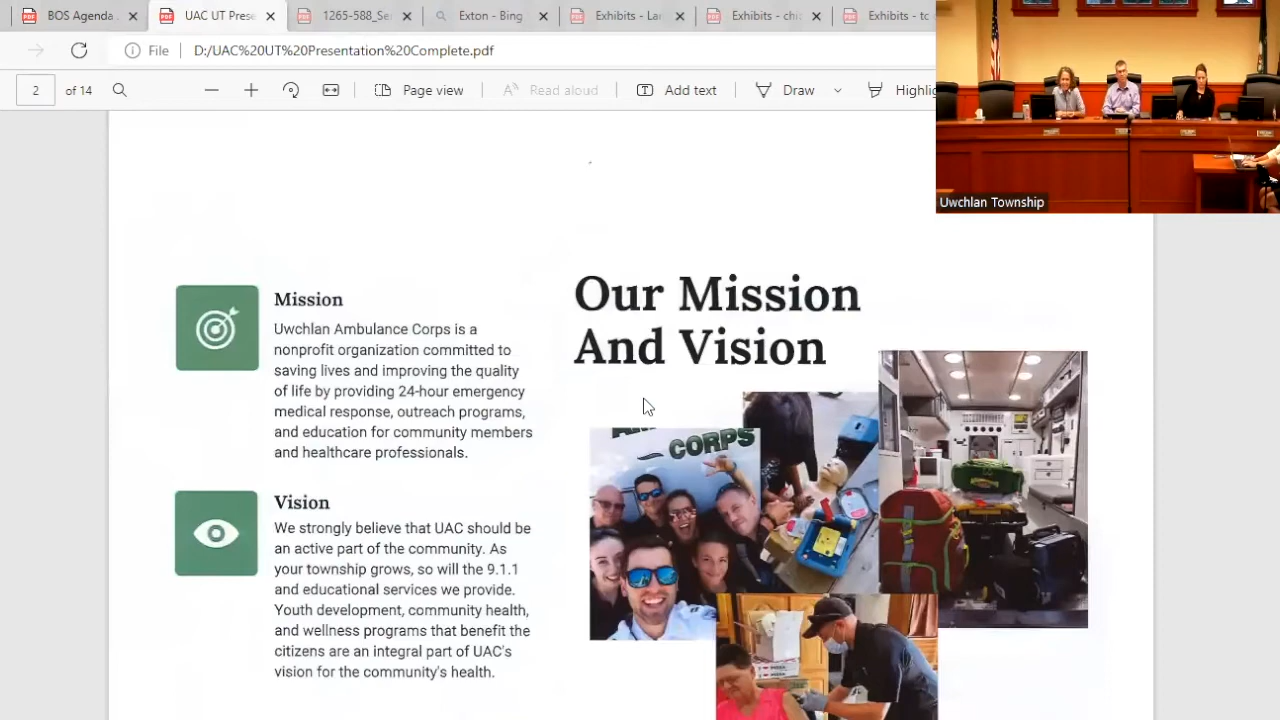 BOS Agenda
UAC UT Prese
1265-588_Se
Exton - Bing
Exhibits - Lar
Exhibits - chi
Exhibits - tc s
File
D:/UAC%20UT%20Presentation%20Complete.pdf
2
of 14
Page view
Read aloud
Add text
Draw
Highlig
Uwchlan Township
Our Mission
And Vision
Mission
Uwchlan Ambulance Corps is a
nonprofit organization committed to
saving lives and improving the quality
of life by providing 24-hour emergency
medical response, outreach programs,
and education for community members
and healthcare professionals.
Vision
We strongly believe that UAC should be
an active part of the community. As
your township grows, so will the 9.1.1
and educational services we provide.
Youth development, community health,
and wellness programs that benefit the
citizens are an integral part of UAC's
vision for the community's health.
CORPS